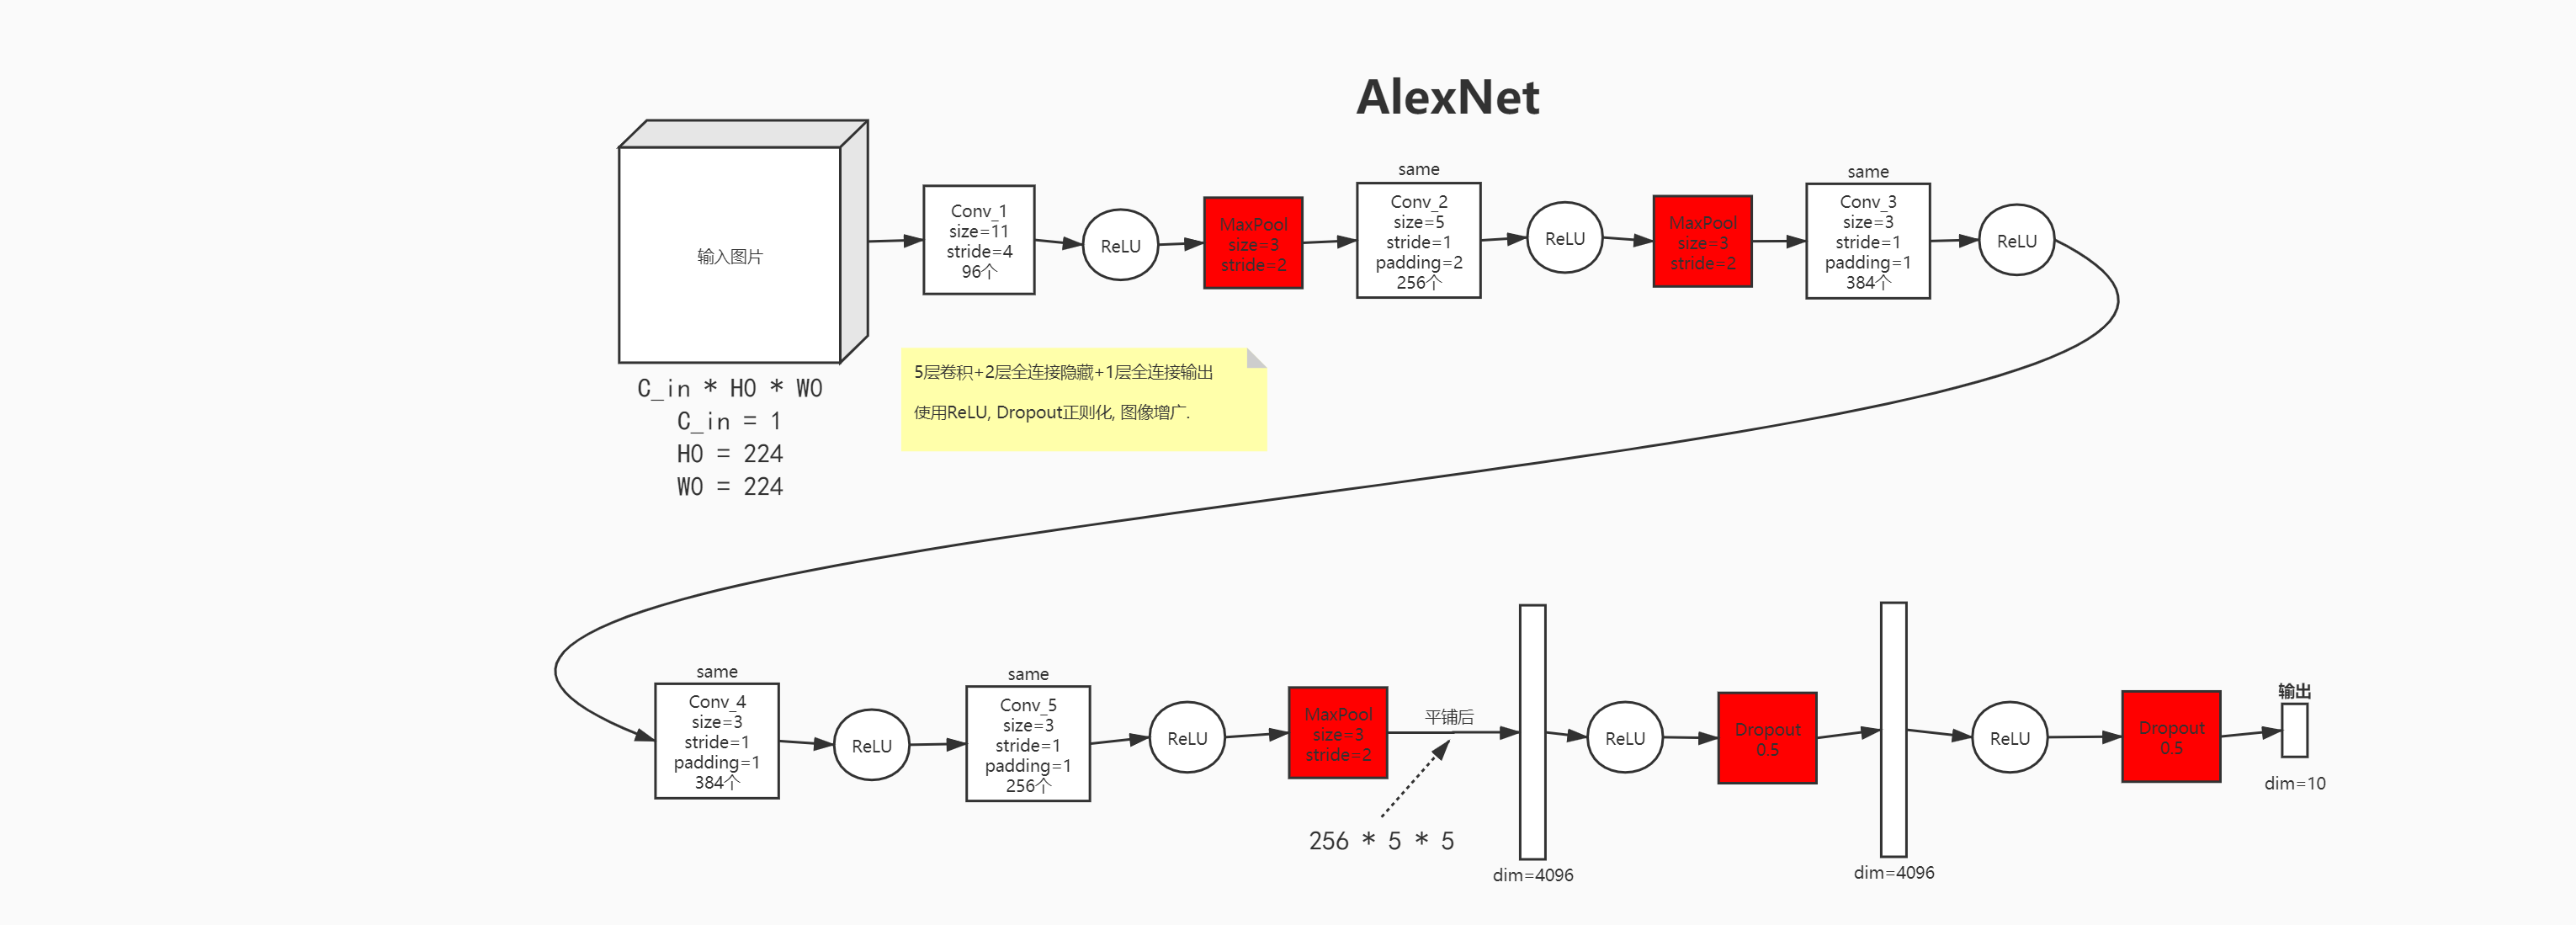 AlexNet
输入图片
C_in * H0 * W0
C_in = 1
H0 = 224
W0 = 224
Conv_1
size=11
stride=4
96个
ReLU
MaxPool
size=3
stride=2
same
Conv_2
size=5
stride=1
padding=2
256个
ReLU
MaxPool
size=3
stride=2
same
Conv_3
size=3
stride=1
padding=1
384个
ReLU
5层卷积+2层全连接隐藏+1层全连接输出
使用ReLU, Dropout正则化, 图像增广.
same
Conv_4
size=3
stride=1
padding=1
384个
ReLU
same
Conv_5
size=3
stride=1
padding=1
256个
ReLU
MaxPool
size=3
stride=2
平铺后
256 * 5 * 5
dim=4096
ReLU
Dropout
0.5
dim=4096
ReLU
Dropout
0.5
输出
dim=10